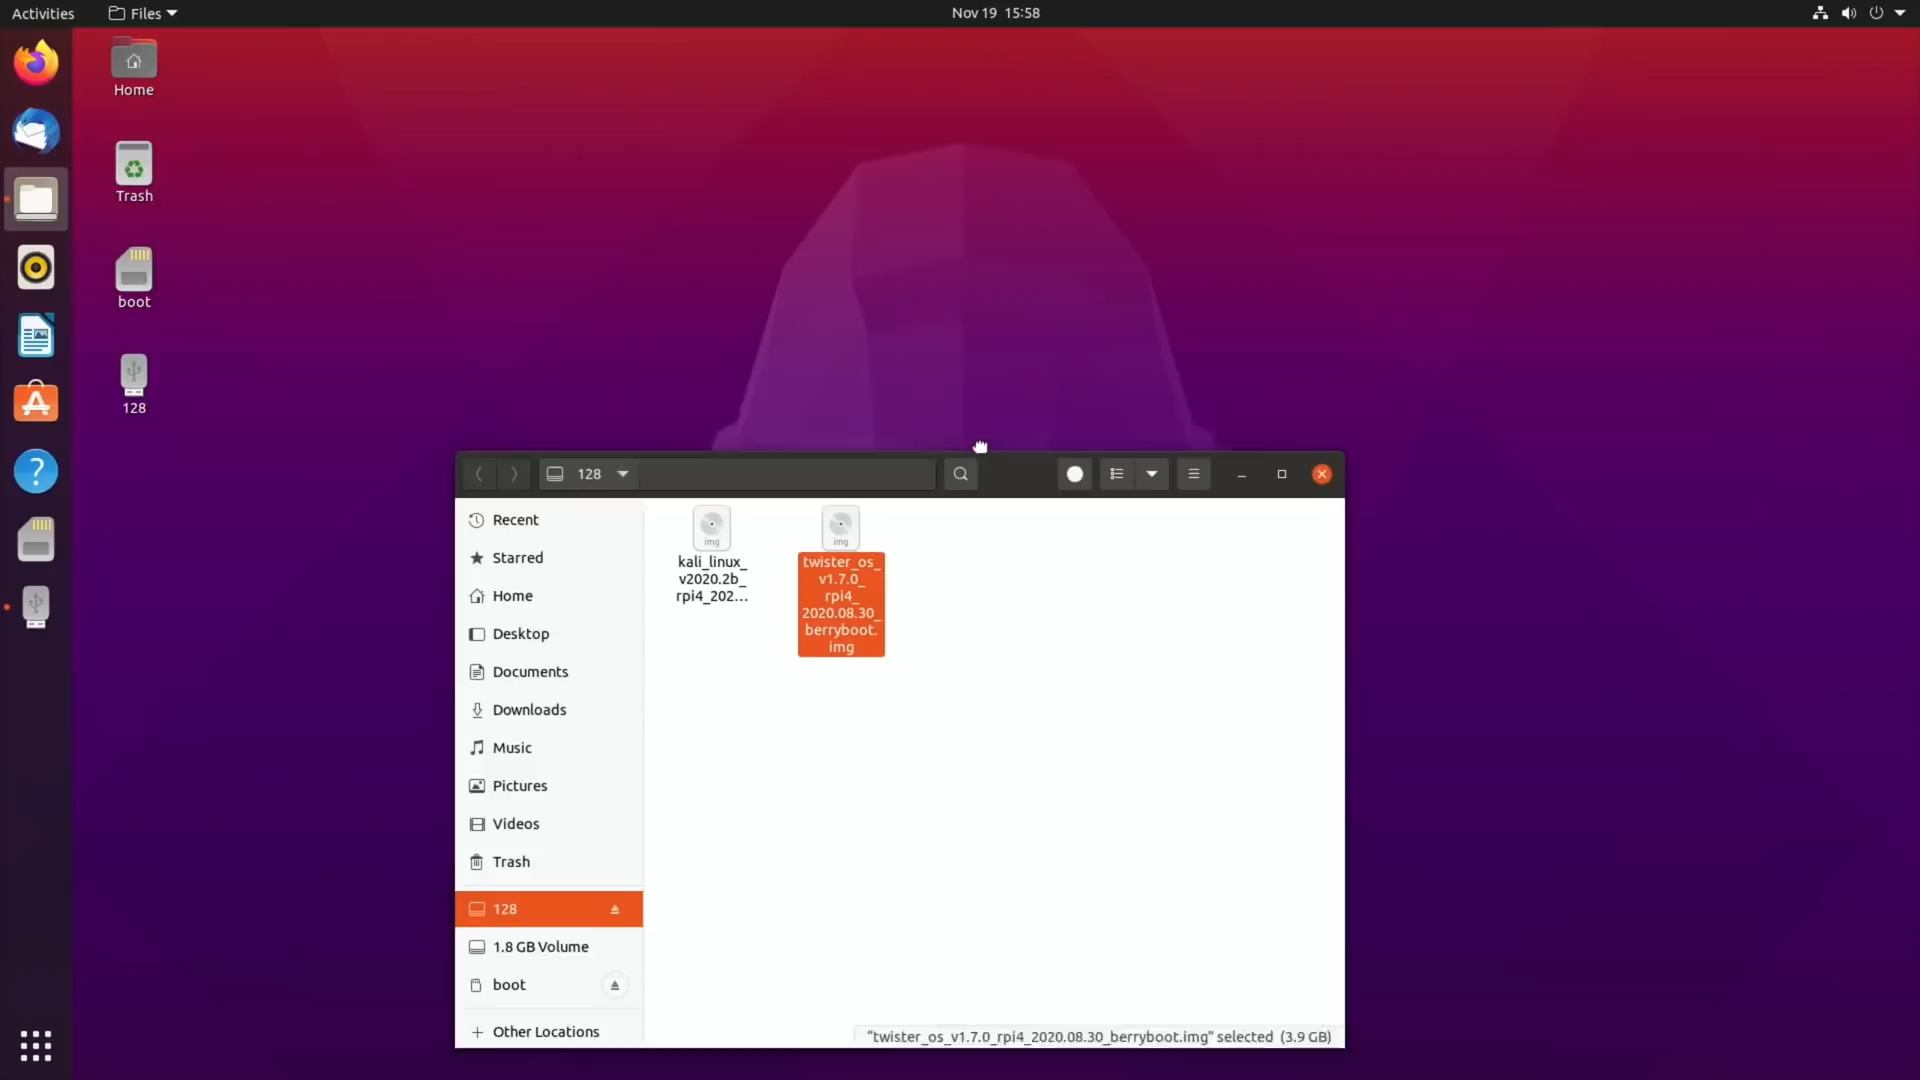 Activities
Files
Nov 19 15:58
Home
Trash
boot
128
128
Recent
Starred
Home
Desktop
Documents
Downloads
Music
Pictures
Videos
Trash
128
1.8 GB Volume
boot
Other Locations
img
kali_linux_
v2020.2b_
rpi4_202...
img
twister_os_
v1.7.0_
rpi4_
2020.08.30_
berryboot.
img
"twister_os_v1.7.0_rpi4_2020.08.30_berryboot.img" selected (3.9 GB)